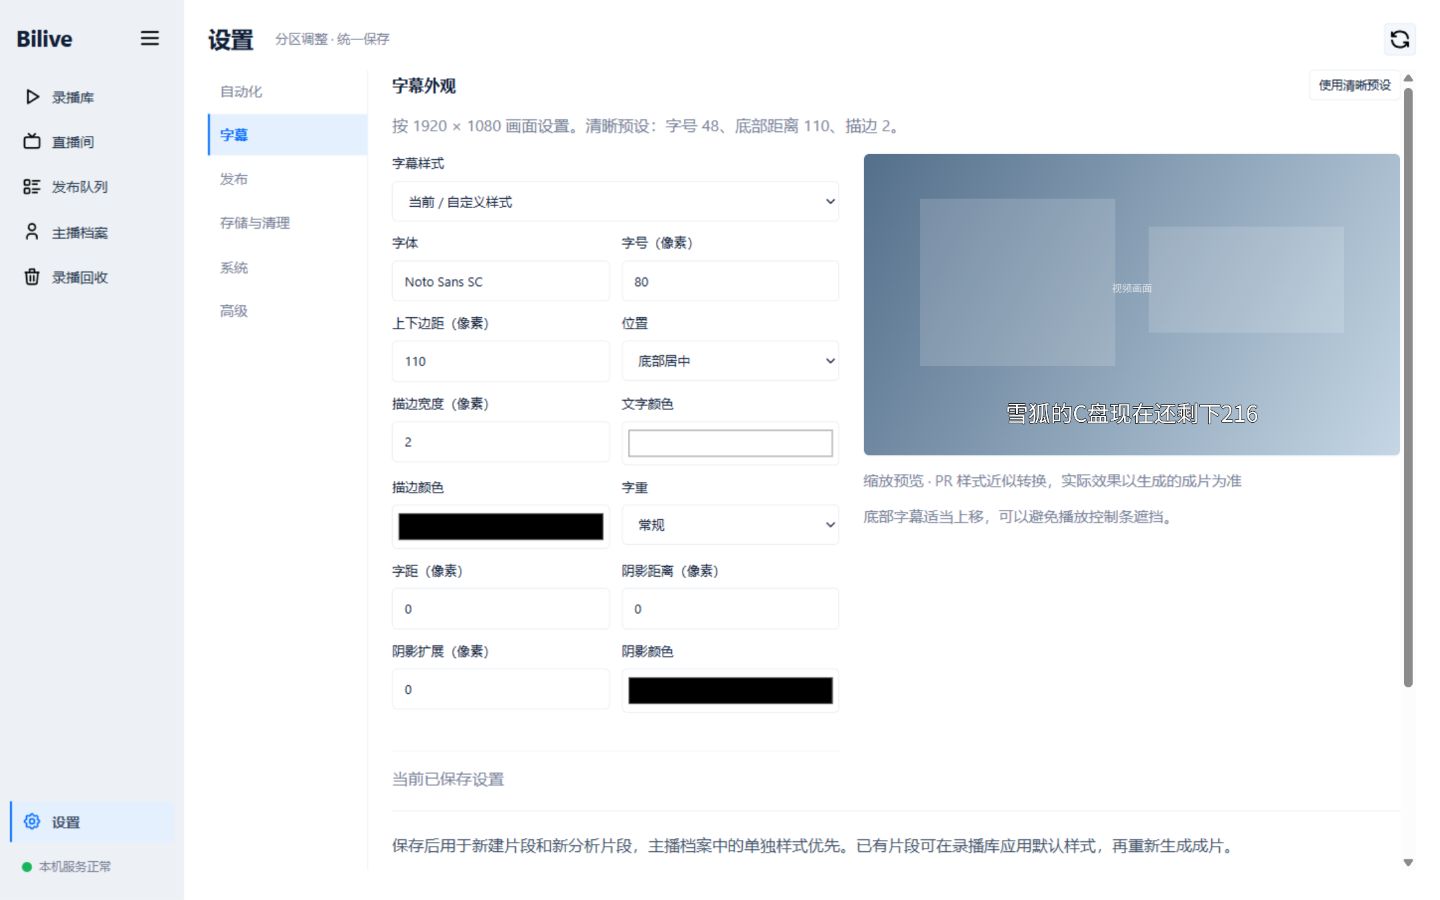 Bilive
录播库
直播间
发布队列
主播档案
录播回收
设置
本机服务正常
设置
分区调整 · 统一保存
自动化
字幕
发布
存储与清理
系统
高级
字幕外观
使用清晰预设
按 1920 × 1080 画面设置。清晰预设：字号 48、底部距离 110、描边 2。
字幕样式
当前 / 自定义样式
字体
字号（像素）
Noto Sans SC
80
上下边距（像素）
位置
110
底部居中
描边宽度（像素）
文字颜色
2
描边颜色
字重
常规
字距（像素）
阴影距离（像素）
0
0
阴影扩展（像素）
阴影颜色
0
视频画面
雪狐的C盘现在还剩下216
缩放预览 · PR 样式近似转换，实际效果以生成的成片为准
底部字幕适当上移，可以避免播放控制条遮挡。
当前已保存设置
保存后用于新建片段和新分析片段，主播档案中的单独样式优先。已有片段可在录播库应用默认样式，再重新生成成片。